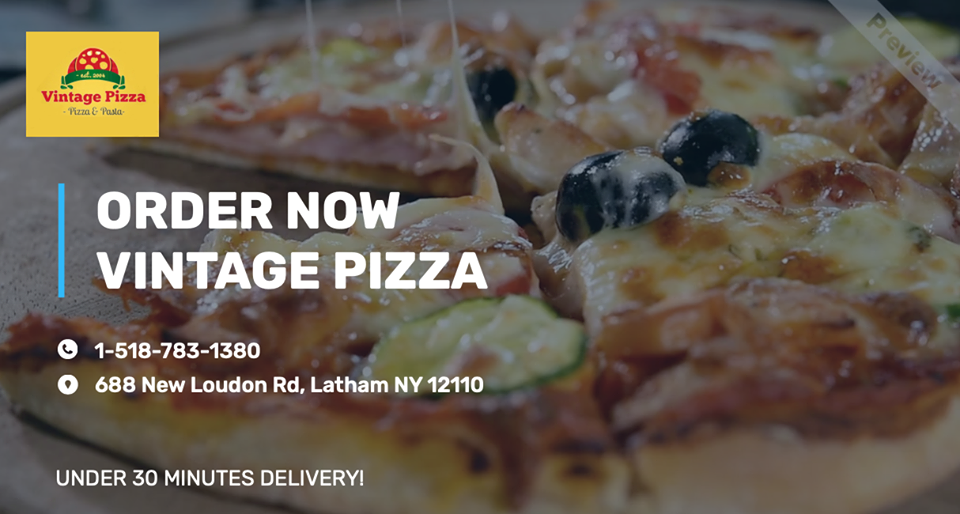 Preview
- est. 2004 -
Vintage Pizza
- Pizza & Pasta -
ORDER NOW
VINTAGE PIZZA
1-518-783-1380
688 New Loudon Rd, Latham NY 12110
UNDER 30 MINUTES DELIVERY!